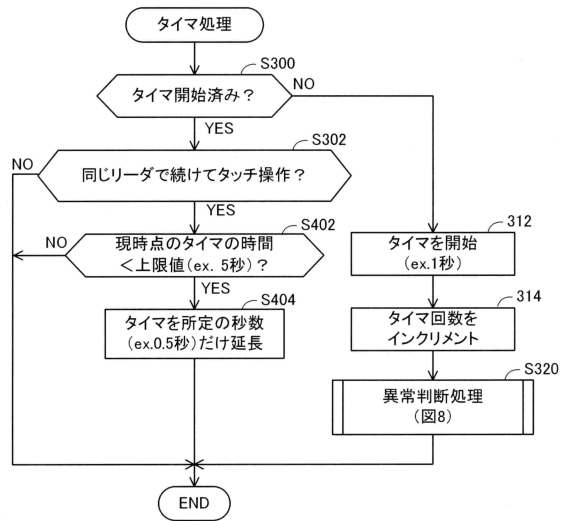 タイマ処理
S300
タイマ開始済み?
NO
YES
S302
同じリーダで続けてタッチ操作?
NO
YES
S402
現時点のタイマの時間
<上限値(ex. 5秒)?
NO
YES
S404
タイマを所定の秒数
(ex.0.5秒)だけ延長
312
タイマを開始
(ex.1秒)
314
タイマ回数を
インクリメント
S320
異常判断処理
(図8)
END